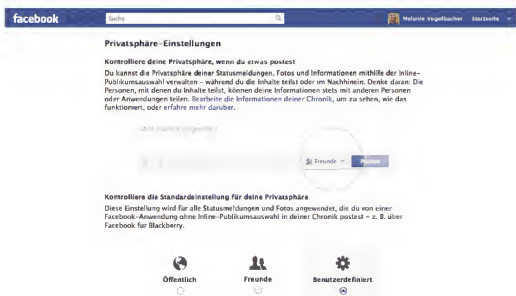 facebook Suche Melanie Vogelbacher Startseite
Privatsphäre-Einstellungen
Kontrolliere deine Privatsphäre, wenn du etwas postest
Du kannst die Privatsphäre deiner Statusmeldungen, Fotos und Informationen mithilfe der Inline-
Publikumsauswahl verwalten – während du die Inhalte teilst oder im Nachhinein. Denke daran: Die
Personen, mit denen du Inhalte teilst, können deine Informationen stets mit anderen Personen
oder Anwendungen teilen. Bearbeite die Informationen deiner Chronik, um zu sehen, wie das
funktioniert, oder erfahre mehr darüber.
Freunde Posten
Kontrolliere die Standardeinstellung für deine Privatsphäre
Diese Einstellung wird für alle Statusmeldungen und Fotos angewendet, die du von einer
Facebook-Anwendung ohne Inline-Publikumsauswahl in deiner Chronik postest – z. B. über
Facebook für Blackberry.
Öffentlich Freunde Benutzerdefiniert